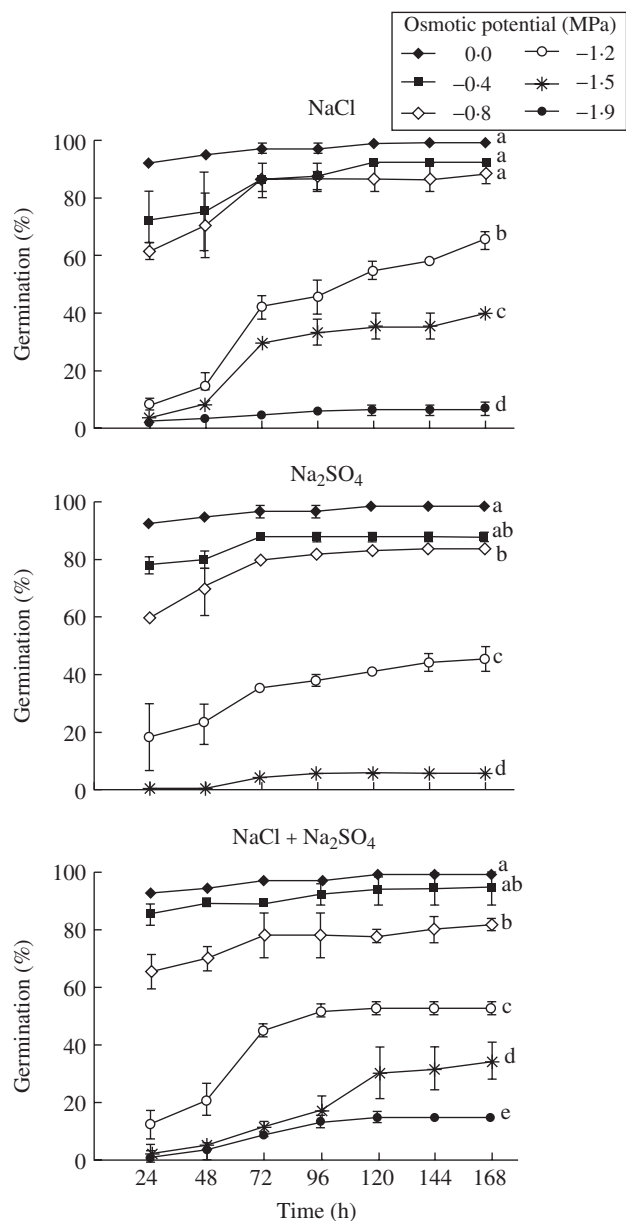 Osmotic potential (MPa)
0·0 −1·2
−0·4 −1·5
−0·8 −1·9
NaCl
100
80
60
40
20
0
Germination (%)
a
a
a
b
c
d
Na₂SO₄
100
80
60
40
20
0
Germination (%)
a
ab
b
c
d
NaCl + Na₂SO₄
100
80
60
40
20
0
Germination (%)
a
ab
b
c
d
e
24 48 72 96 120 144 168
Time (h)